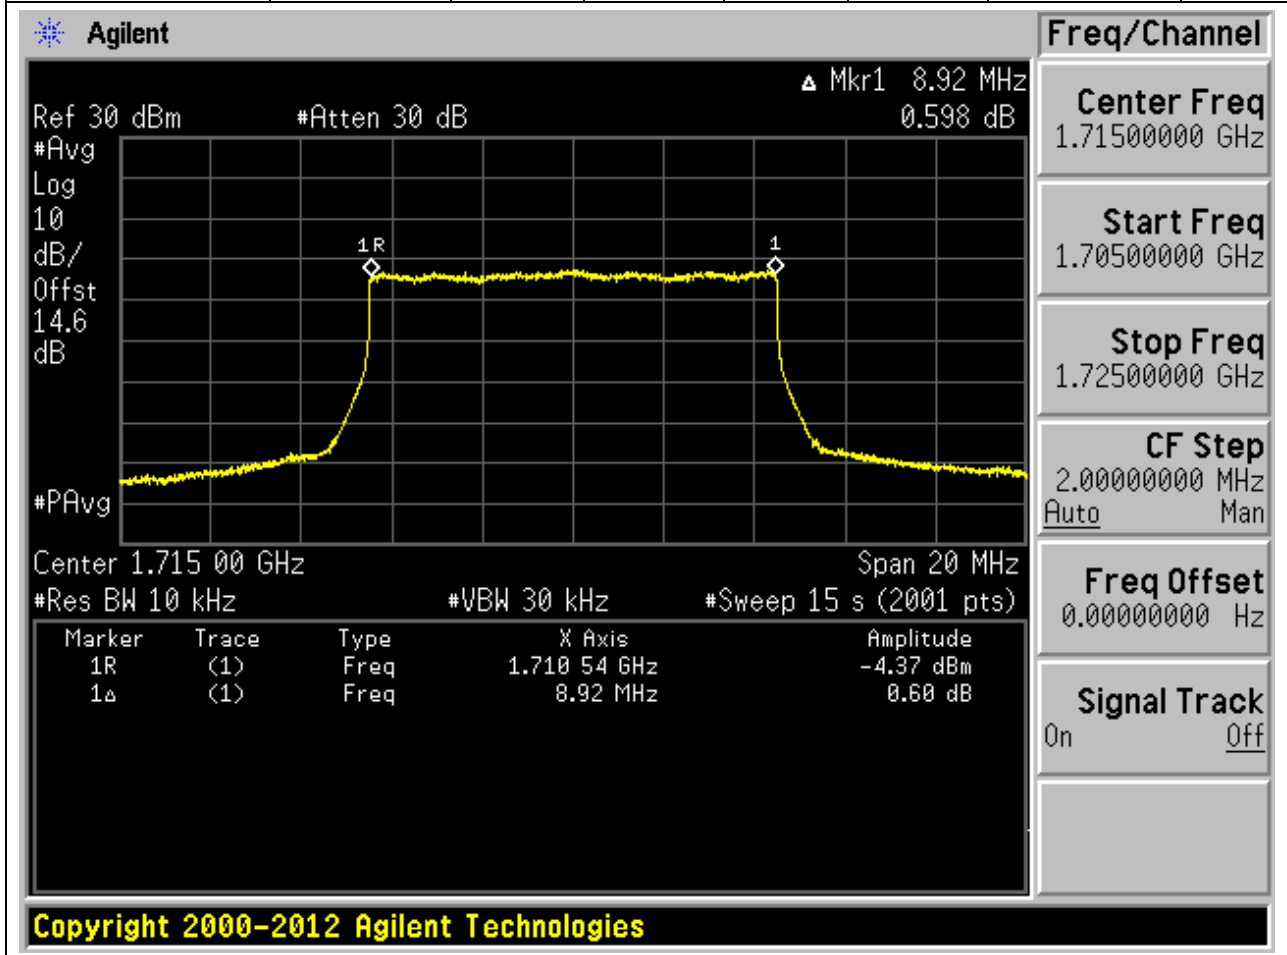 Agilent
Freq/Channel
△ Mkr1 8.92 MHz
Ref 30 dBm #Atten 30 dB 0.598 dB
#Avg
Log
10
dB/
Offst
14.6
dB
#PAvg
1R
1
Center 1.715 00 GHz Span 20 MHz
#Res BW 10 kHz #VBW 30 kHz #Sweep 15 s (2001 pts)
Marker Trace Type X Axis Amplitude
1R (1) Freq 1.710 54 GHz -4.37 dBm
1△ (1) Freq 8.92 MHz 0.60 dB
Center Freq
1.71500000 GHz
Start Freq
1.70500000 GHz
Stop Freq
1.72500000 GHz
CF Step
2.00000000 MHz
Auto Man
Freq Offset
0.00000000 Hz
Signal Track
On Off
Copyright 2000-2012 Agilent Technologies